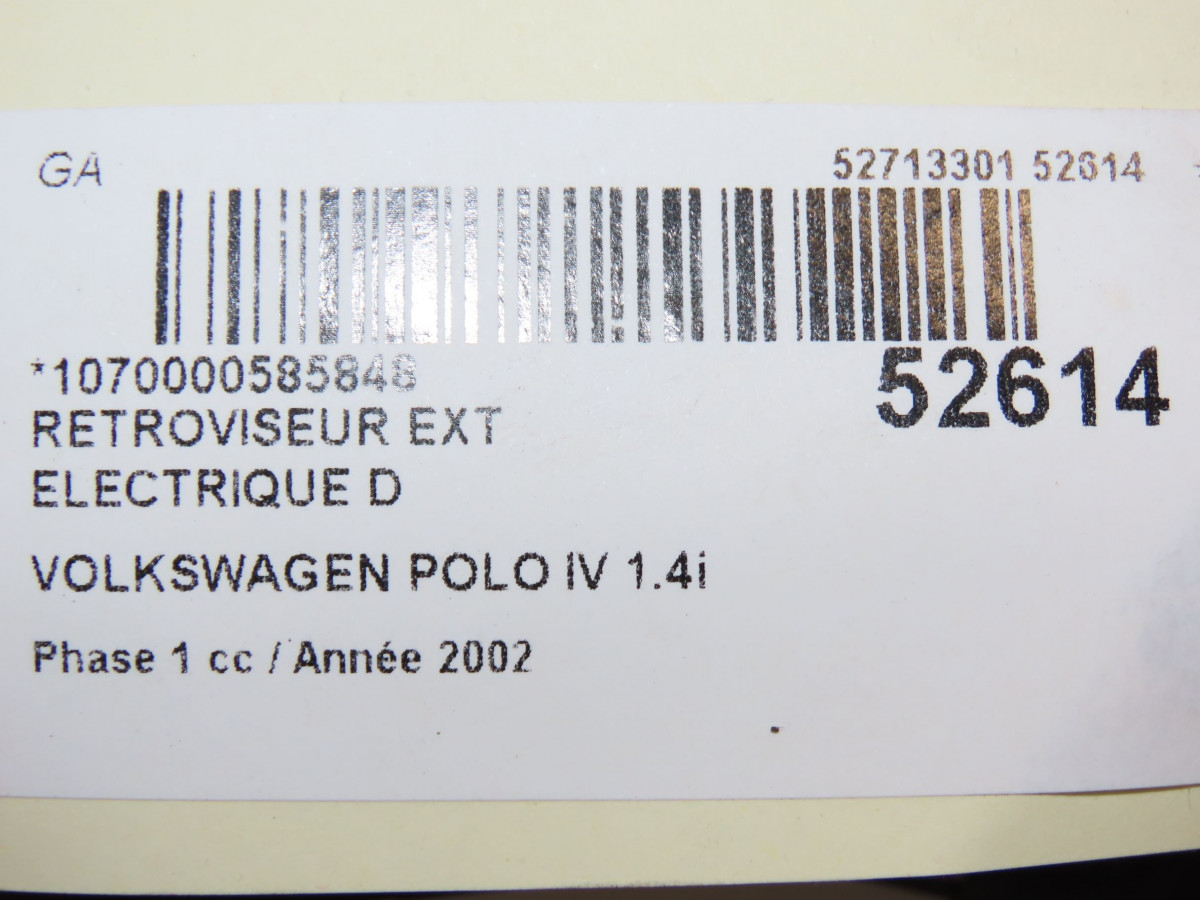 GA
52713301 52614
*1070000585848
52614
RETROVISEUR EXT
ELECTRIQUE D
VOLKSWAGEN POLO IV 1.4i
Phase 1 cc / Année 2002